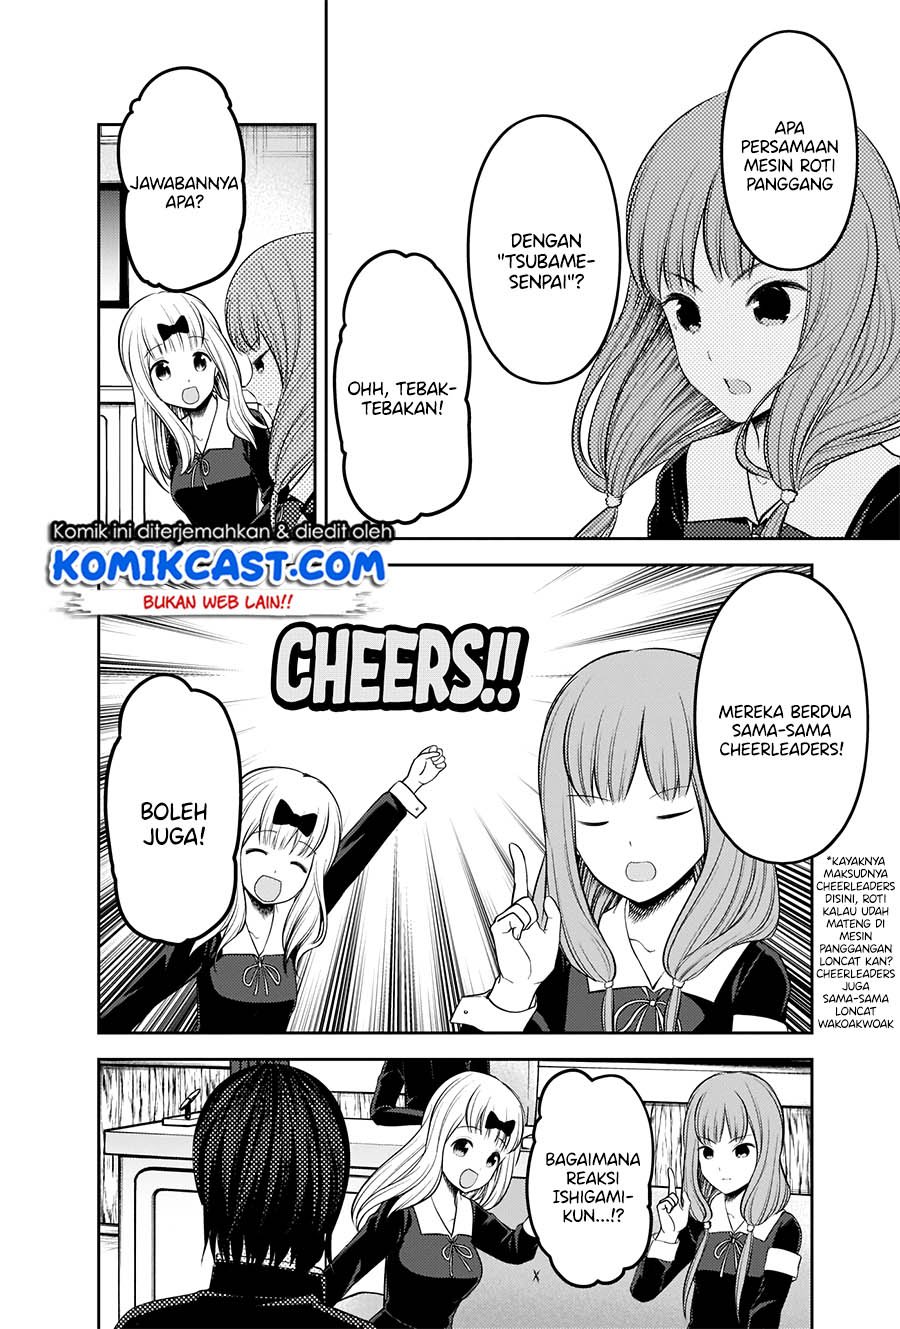 APA
PERSAMAAN
MESIN ROTI
PANGGANG
DENGAN
"TSUBAME-
SENPAI"?
OHH, TEBAK-
TEBAKAN!
JAWABANNYA
APA?
Komik ini diterjemahkan & diedit oleh
KOMIKCAST.COM
BUKAN WEB LAIN!!
CHEERS!!
MEREKA BERDUA
SAMA-SAMA
CHEERLEADERS!
BOLEH
JUGA!
*KAYAKNYA
MAKSUDNYA
CHEERLEADERS
DISINI, ROTI
KALAU UDAH
MATENG DI
MESIN
PANGGANGAN
LONCAT KAN?
CHEERLEADERS
JUGA
SAMA-SAMA
LONCAT
WAKOAKWOAK
BAGAIMANA
REAKSI
ISHIGAMI-
KUN...!?